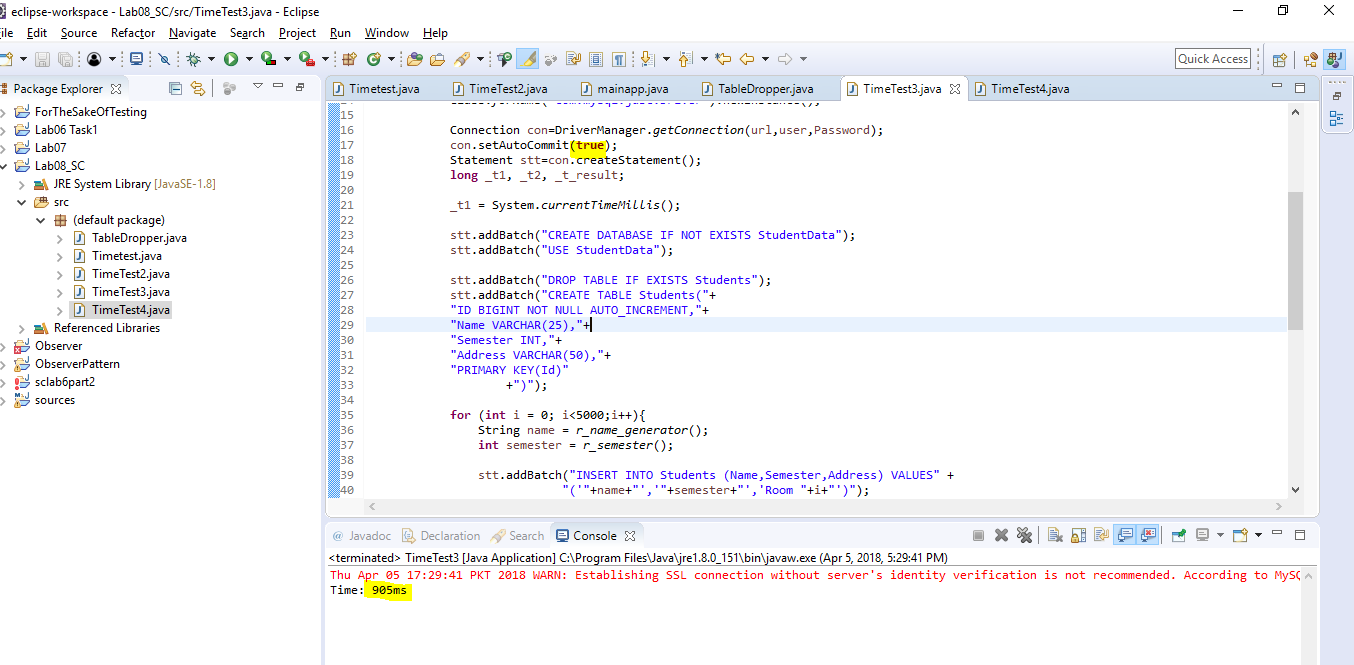 eclipse-workspace - Lab08_SC/src/TimeTest3.java - Eclipse
ile Edit Source Refactor Navigate Search Project Run Window Help
Quick Access
Package Explorer
Timetest.java TimeTest2.java mainapp.java TableDropper.java TimeTest3.java TimeTest4.java
ForTheSakeOfTesting
Lab06 Task1
Lab07
Lab08_SC
JRE System Library [JavaSE-1.8]
src
(default package)
TableDropper.java
Timetest.java
TimeTest2.java
TimeTest3.java
TimeTest4.java
Referenced Libraries
Observer
ObserverPattern
sclab6part2
sources
15
16 Connection con=DriverManager.getConnection(url,user,Password);
17 con.setAutoCommit(true);
18 Statement stt=con.createStatement();
19 long _t1, _t2, _t_result;
20
21 _t1 = System.currentTimeMillis();
22
23 stt.addBatch("CREATE DATABASE IF NOT EXISTS StudentData");
24 stt.addBatch("USE StudentData");
25
26 stt.addBatch("DROP TABLE IF EXISTS Students");
27 stt.addBatch("CREATE TABLE Students("+
28 "ID BIGINT NOT NULL AUTO_INCREMENT,"+
29 "Name VARCHAR(25),"+
30 "Semester INT,"+
31 "Address VARCHAR(50),"+
32 "PRIMARY KEY(Id)"
33 +")");
34
35 for (int i = 0; i<5000;i++){
36 String name = r_name_generator();
37 int semester = r_semester();
38
39 stt.addBatch("INSERT INTO Students (Name,Semester,Address) VALUES" +
40 "('"+name+"','"+semester+"','Room "+i+"')");
@ Javadoc Declaration Search Console
<terminated> TimeTest3 [Java Application] C:\Program Files\Java\jre1.8.0_151\bin\javaw.exe (Apr 5, 2018, 5:29:41 PM)
Thu Apr 05 17:29:41 PKT 2018 WARN: Establishing SSL connection without server's identity verification is not recommended. According to MySQ
Time: 905ms